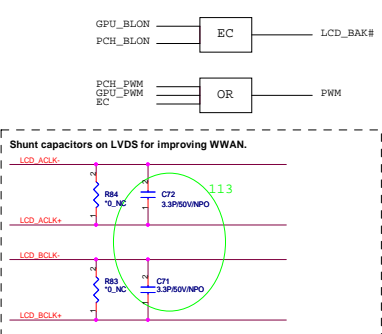 GPU_BLON
PCH_BLON
EC
LCD_BAK#
PCH_PWM
GPU_PWM
EC
OR
PWM
Shunt capacitors on LVDS for improving WWAN.
LCD_ACLK-
2
2
113
R84
*0_NC
C72
3.3P/50V/NPO
1
1
LCD_ACLK+
LCD_BCLK-
2
2
R83
*0_NC
C71
3.3P/50V/NPO
1
1
LCD_BCLK+